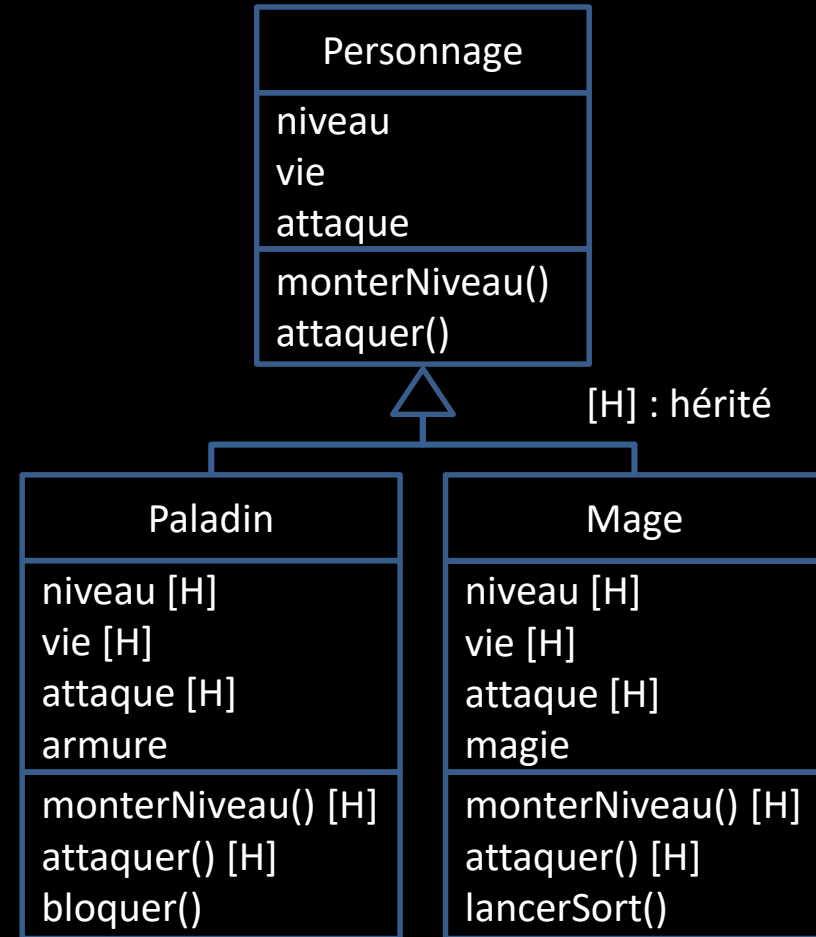 Personnage
niveau
vie
attaque
monterNiveau()
attaquer()
[H] : hérité
Paladin
niveau [H]
vie [H]
attaque [H]
armure
monterNiveau() [H]
attaquer() [H]
bloquer()
Mage
niveau [H]
vie [H]
attaque [H]
magie
monterNiveau() [H]
attaquer() [H]
lancerSort()